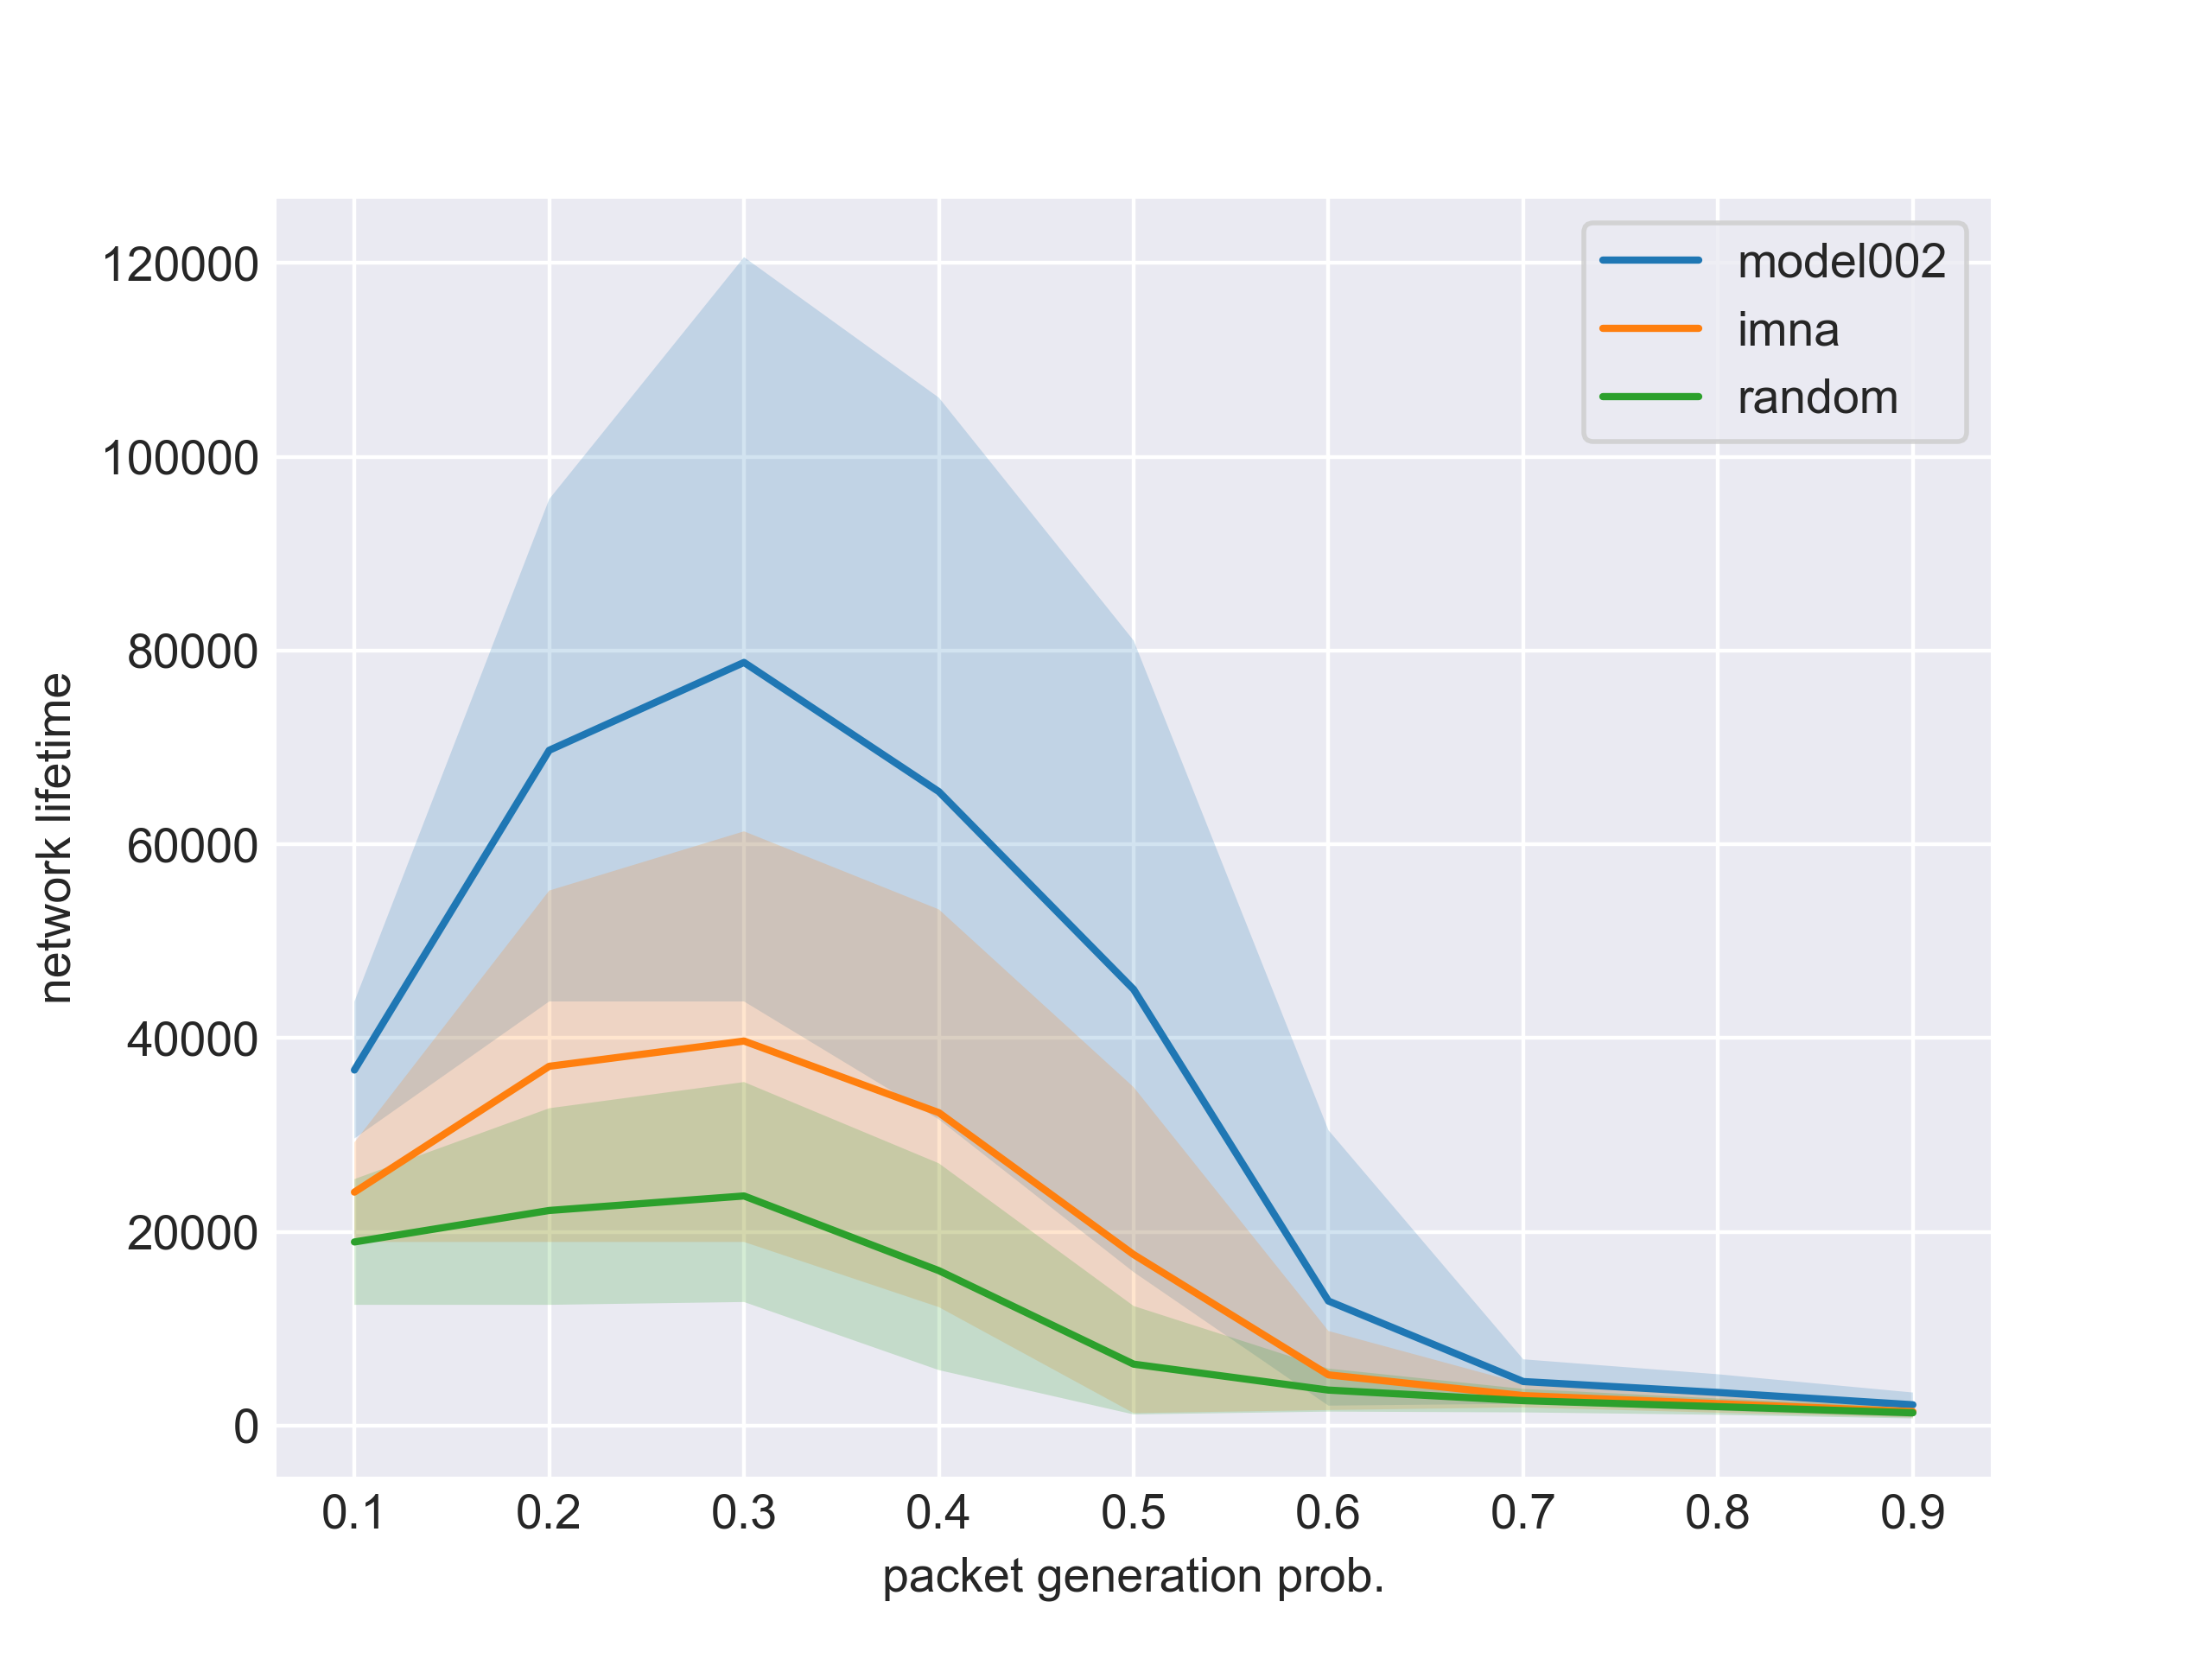 120000
100000
80000
60000
40000
20000
0
network lifetime
model002
imna
random
0.1 0.2 0.3 0.4 0.5 0.6 0.7 0.8 0.9
packet generation prob.